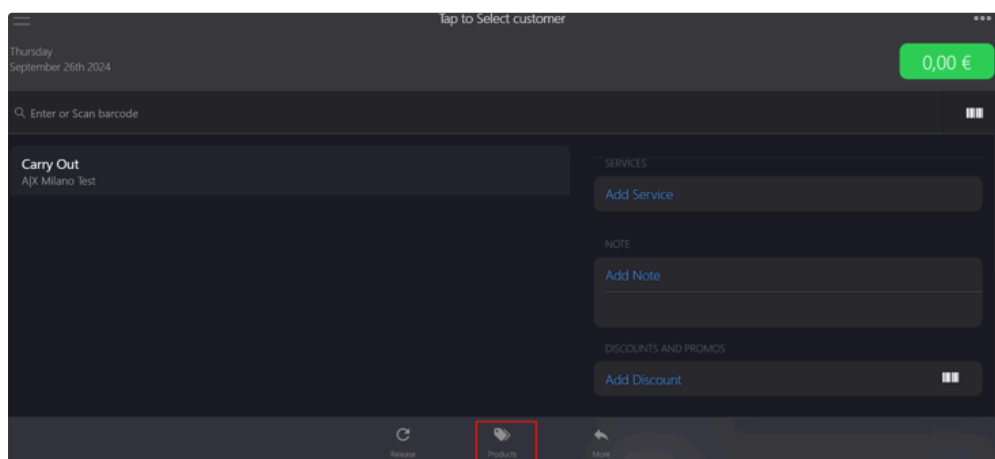 Tap to Select customer
Thursday
September 26th 2024
0,00 €
Enter or Scan barcode
Carry Out
A|X Milano Test
SERVICES
Add Service
NOTE
Add Note
DISCOUNTS AND PROMOS
Add Discount
Release
Products
More